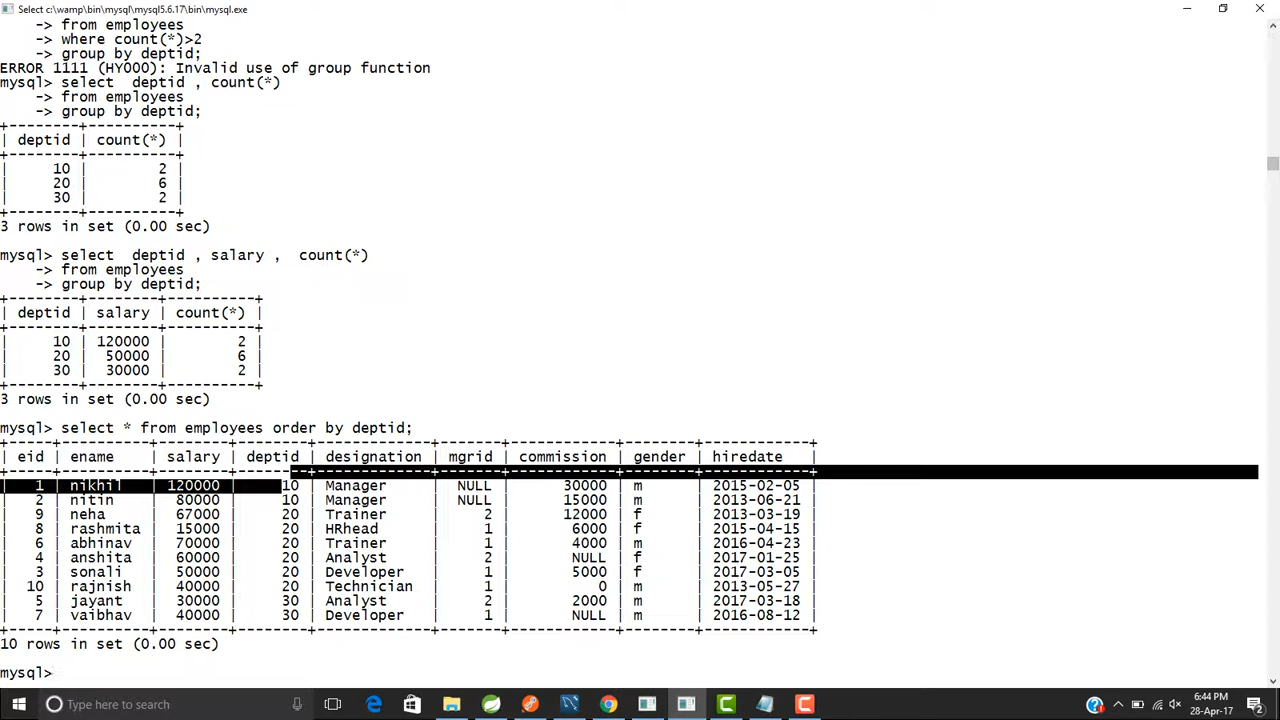 Select c:\wamp\bin\mysql\mysql5.6.17\bin\mysql.exe
    -> from employees
    -> where count(*)>2
    -> group by deptid;
ERROR 1111 (HY000): Invalid use of group function
mysql> select  deptid , count(*)
    -> from employees
    -> group by deptid;
+--------+----------+
| deptid | count(*) |
+--------+----------+
|     10 |        2 |
|     20 |        6 |
|     30 |        2 |
+--------+----------+
3 rows in set (0.00 sec)
mysql> select  deptid , salary ,  count(*)
    -> from employees
    -> group by deptid;
+--------+--------+----------+
| deptid | salary | count(*) |
+--------+--------+----------+
|     10 | 120000 |        2 |
|     20 |  50000 |        6 |
|     30 |  30000 |        2 |
+--------+--------+----------+
3 rows in set (0.00 sec)
mysql> select * from employees order by deptid;
+-----+----------+--------+--------+-------------+-------+------------+--------+------------+
| eid | ename    | salary | deptid | designation | mgrid | commission | gender | hiredate   |
+-----+----------+--------+--------+-------------+-------+------------+--------+------------+
|   1 | nikhil   | 120000 |     10 | Manager     |  NULL |      30000 | m      | 2015-02-05 |
|   2 | nitin    |  80000 |     10 | Manager     |  NULL |      15000 | m      | 2013-06-21 |
|   9 | neha     |  67000 |     20 | Trainer     |     2 |      12000 | f      | 2013-03-19 |
|   8 | rashmita |  15000 |     20 | HRhead      |     1 |       6000 | f      | 2015-04-15 |
|   6 | abhinav  |  70000 |     20 | Trainer     |     1 |       4000 | m      | 2016-04-23 |
|   4 | anshita  |  60000 |     20 | Analyst     |     2 |       NULL | f      | 2017-01-25 |
|   3 | sonali   |  50000 |     20 | Developer   |     1 |       5000 | f      | 2017-03-05 |
|  10 | rajnish  |  40000 |     20 | Technician  |     1 |          0 | m      | 2013-05-27 |
|   5 | jayant   |  30000 |     30 | Analyst     |     2 |       2000 | m      | 2017-03-18 |
|   7 | vaibhav  |  40000 |     30 | Developer   |     1 |       NULL | m      | 2016-08-12 |
+-----+----------+--------+--------+-------------+-------+------------+--------+------------+
10 rows in set (0.00 sec)
mysql>
Type here to search
6:44 PM
28-Apr-17
2